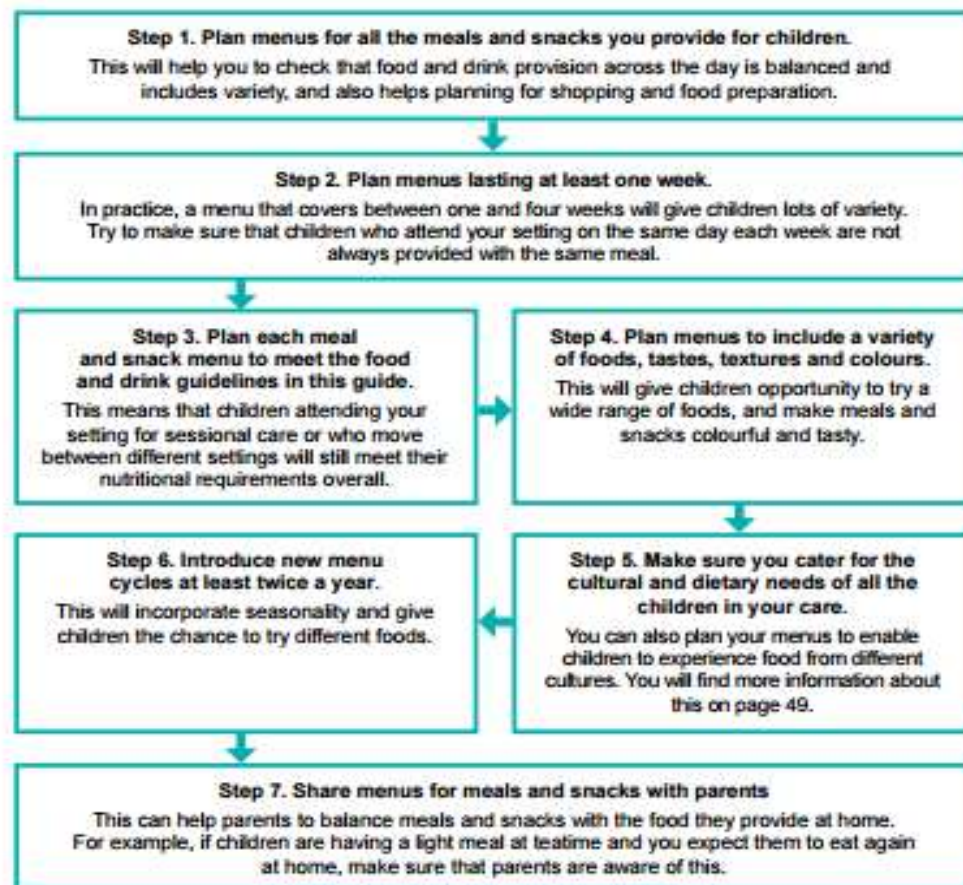 Step 1. Plan menus for all the meals and snacks you provide for children.
This will help you to check that food and drink provision across the day is balanced and
includes variety, and also helps planning for shopping and food preparation.
Step 2. Plan menus lasting at least one week.
In practice, a menu that covers between one and four weeks will give children lots of variety.
Try to make sure that children who attend your setting on the same day each week are not
always provided with the same meal.
Step 3. Plan each meal
and snack menu to meet the food
and drink guidelines in this guide.
This means that children attending your
setting for sessional care or who move
between different settings will still meet their
nutritional requirements overall.
Step 4. Plan menus to include a variety
of foods, tastes, textures and colours.
This will give children opportunity to try a
wide range of foods, and make meals and
snacks colourful and tasty.
Step 5. Make sure you cater for the
cultural and dietary needs of all the
children in your care.
You can also plan your menus to enable
children to experience food from different
cultures. You will find more information about
this on page 49.
Step 6. Introduce new menu
cycles at least twice a year.
This will incorporate seasonality and give
children the chance to try different foods.
Step 7. Share menus for meals and snacks with parents
This can help parents to balance meals and snacks with the food they provide at home.
For example, if children are having a light meal at teatime and you expect them to eat again
at home, make sure that parents are aware of this.